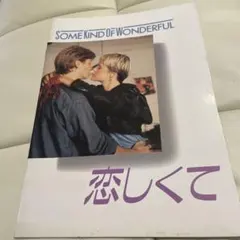 SOME KIND OF WONDERFUL
恋しくて